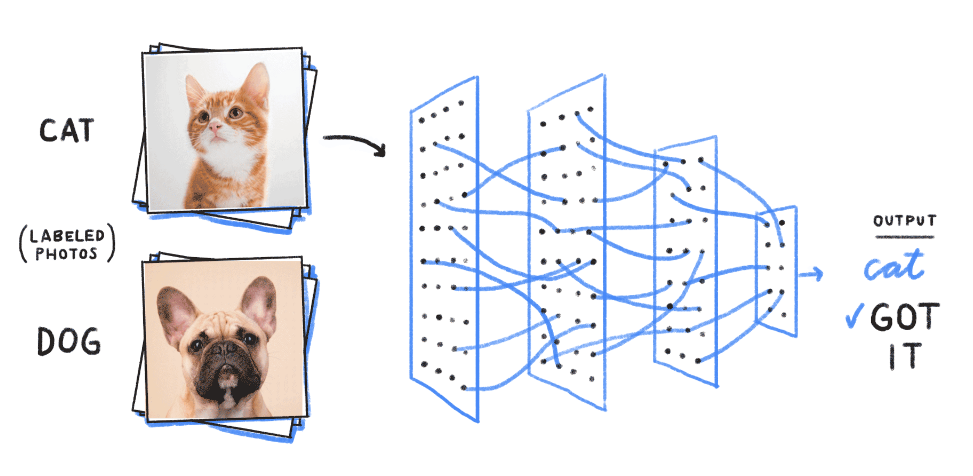 CAT
(LABELED
PHOTOS)
DOG
OUTPUT
cat
✓GOT
IT